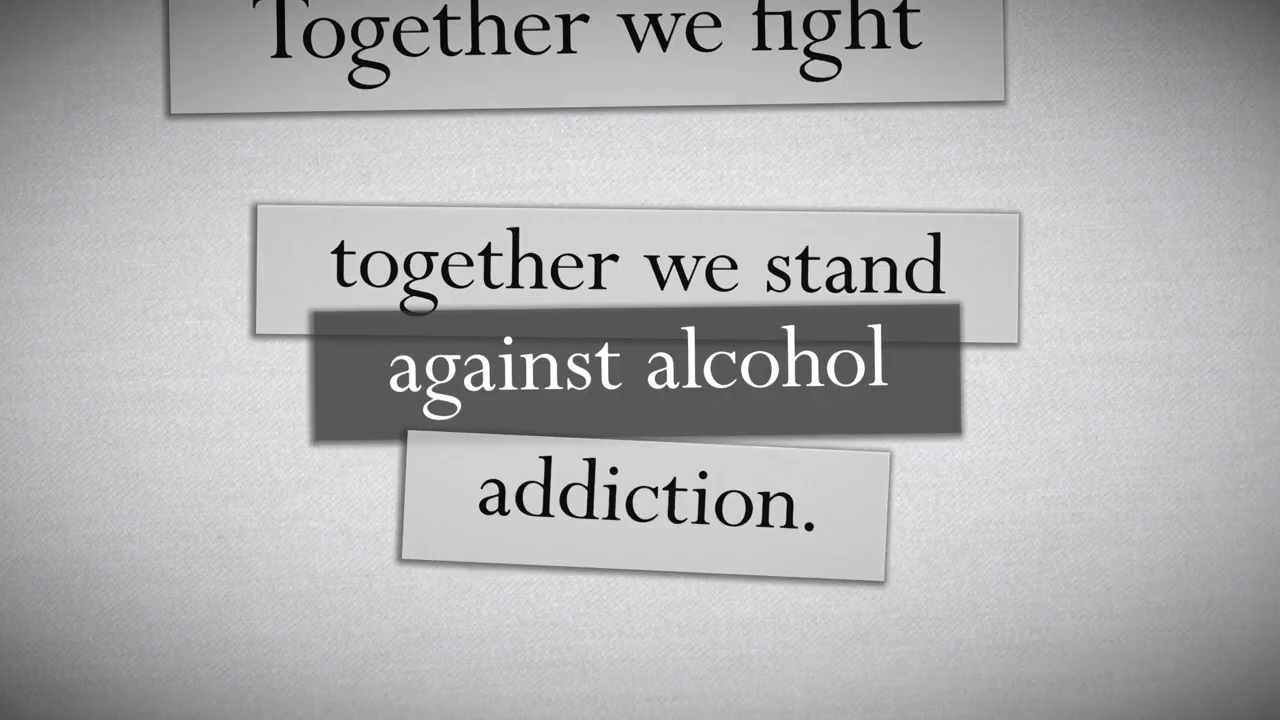 Together we fight
together we stand
against alcohol
addiction.